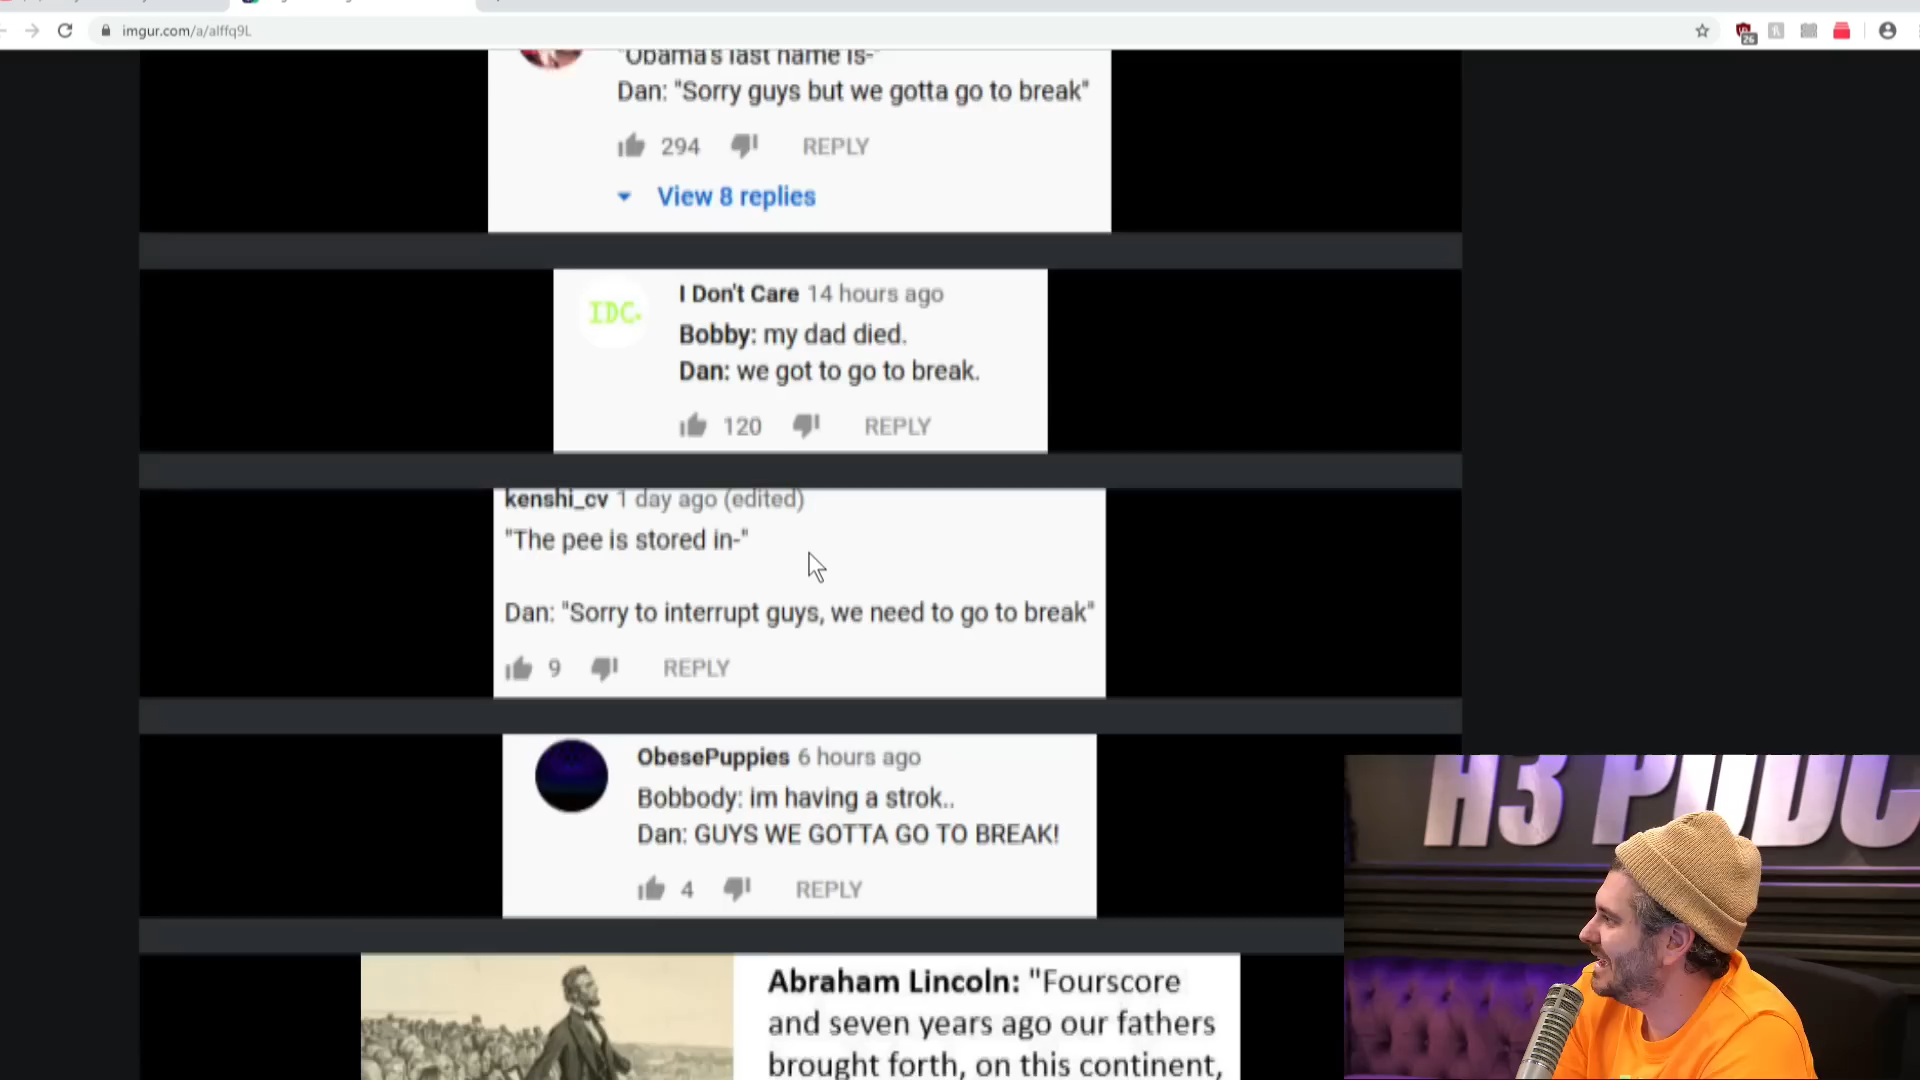 imgur.com/a/alffq9L
26
"Obama's last name is-"
Dan: "Sorry guys but we gotta go to break"
294 REPLY
View 8 replies
IDC.
I Don't Care 14 hours ago
Bobby: my dad died.
Dan: we got to go to break.
120 REPLY
kenshi_cv 1 day ago (edited)
"The pee is stored in-"
Dan: "Sorry to interrupt guys, we need to go to break"
9 REPLY
ObesePuppies 6 hours ago
Bobbody: im having a strok..
Dan: GUYS WE GOTTA GO TO BREAK!
4 REPLY
H3 PODC
Abraham Lincoln: "Fourscore
and seven years ago our fathers
brought forth, on this continent,